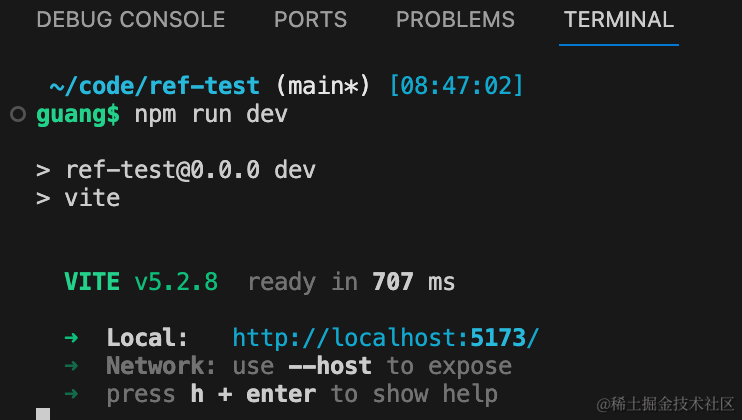 DEBUG CONSOLE PORTS PROBLEMS TERMINAL
~/code/ref-test (main*) [08:47:02]
guang$ npm run dev
> ref-test@0.0.0 dev
> vite
VITE v5.2.8 ready in 707 ms
➜ Local: http://localhost:5173/
➜ Network: use --host to expose
➜ press h + enter to show help
@稀土掘金技术社区